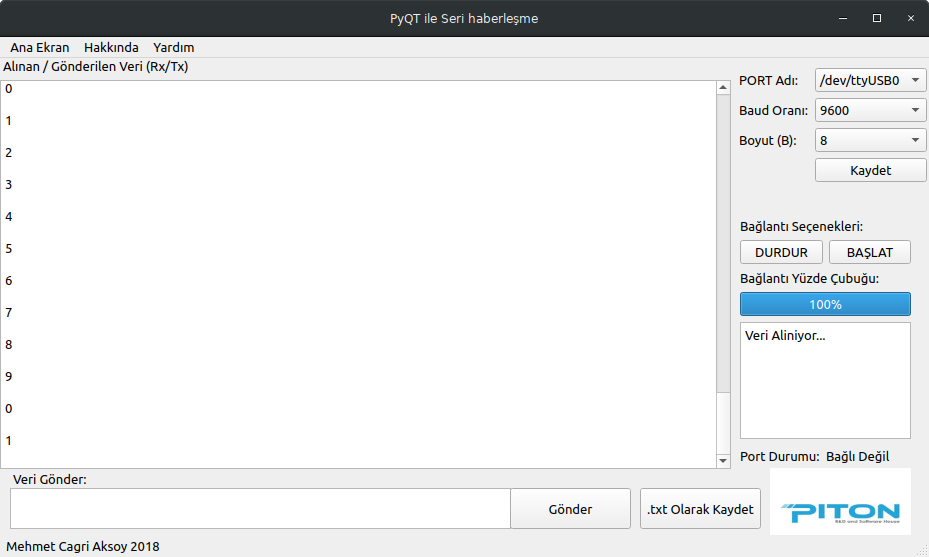 PyQT ile Seri haberleşme
Ana Ekran Hakkında Yardım
Alınan / Gönderilen Veri (Rx/Tx)
0
1
2
3
4
5
6
7
8
9
0
1
PORT Adı: /dev/ttyUSB0
Baud Oranı: 9600
Boyut (B): 8
Kaydet
Bağlantı Seçenekleri:
DURDUR BAŞLAT
Bağlantı Yüzde Çubuğu:
100%
Veri Aliniyor...
Port Durumu: Bağlı Değil
Veri Gönder:
Gönder .txt Olarak Kaydet
PITON
R&D and Software House
Mehmet Cagri Aksoy 2018